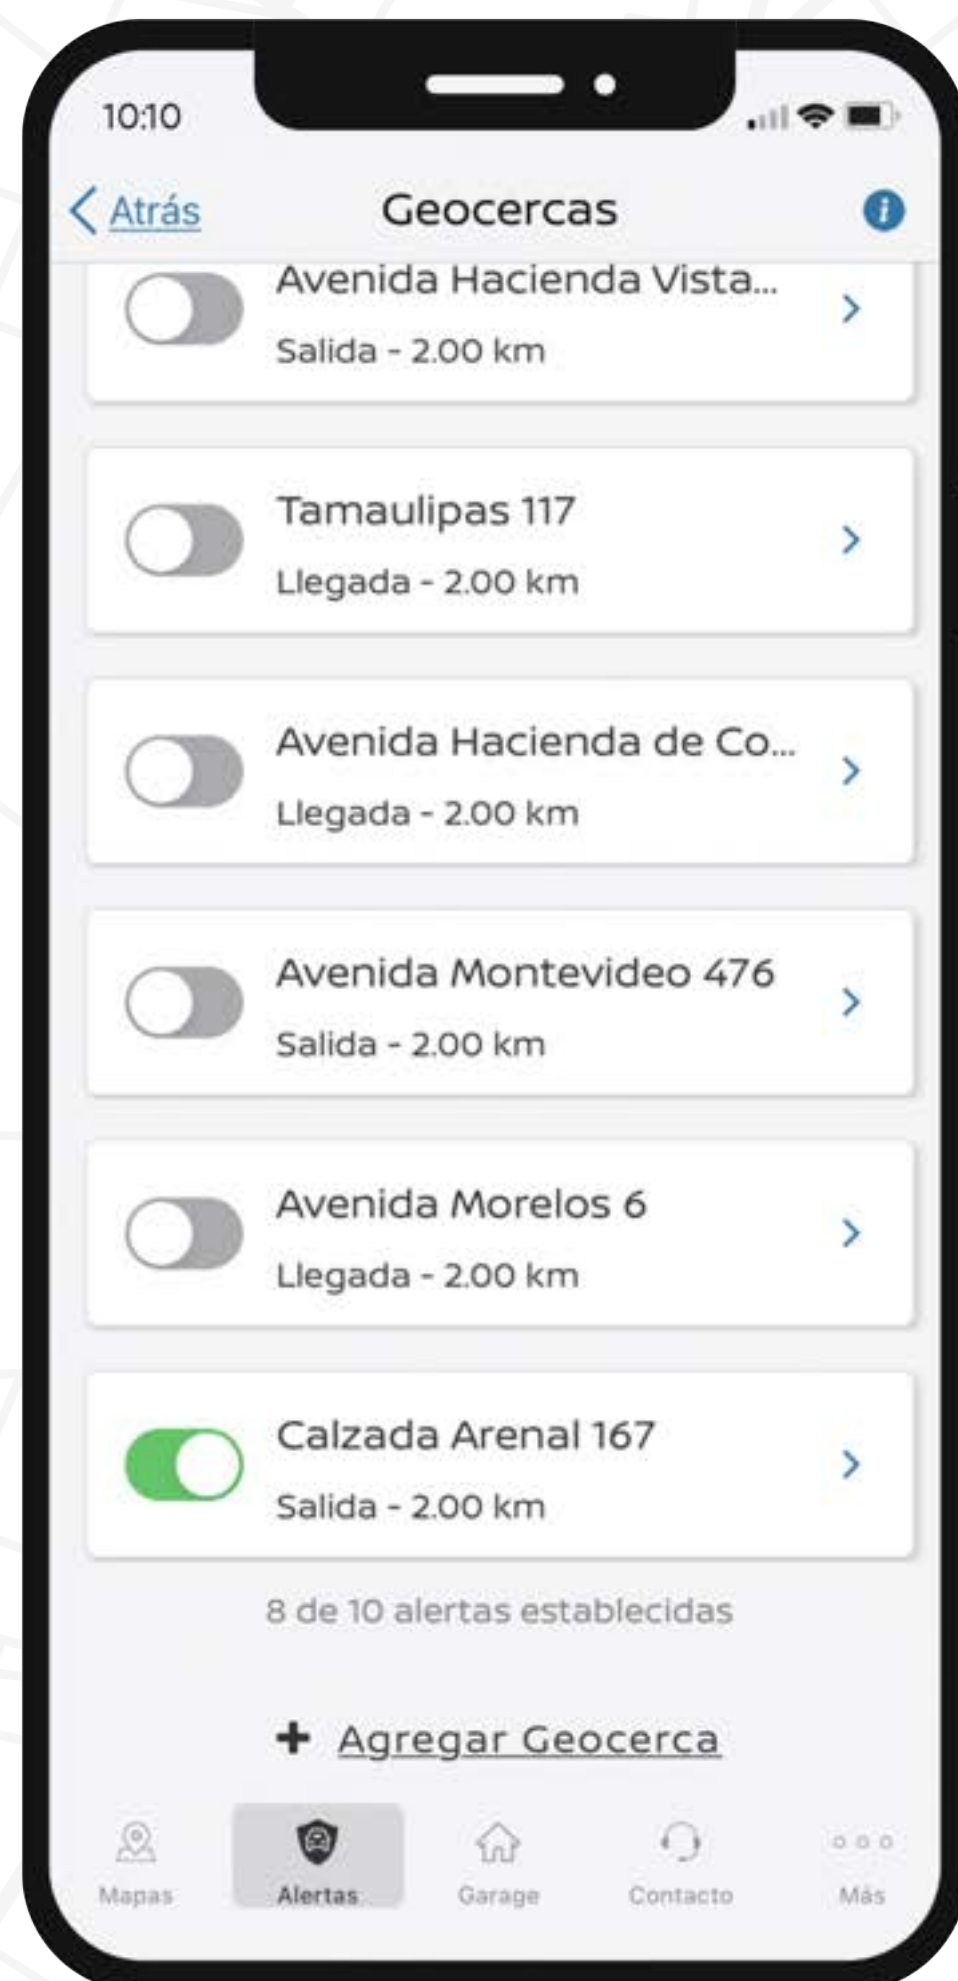 10:10
Atrás
Geocercas
Avenida Hacienda Vista...
Salida - 2.00 km
Tamaulipas 117
Llegada - 2.00 km
Avenida Hacienda de Co...
Llegada - 2.00 km
Avenida Montevideo 476
Salida - 2.00 km
Avenida Morelos 6
Llegada - 2.00 km
Calzada Arenal 167
Salida - 2.00 km
8 de 10 alertas establecidas
+ Agregar Geocerca
Mapas
Alertas
Garage
Contacto
Más